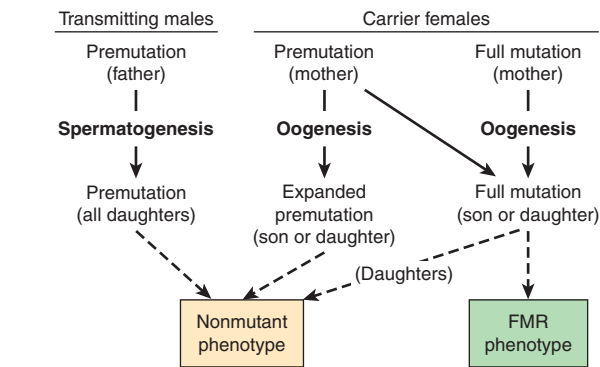 Transmitting males
Carrier females
Premutation
(father)
Premutation
(mother)
Full mutation
(mother)
Spermatogenesis
Oogenesis
Oogenesis
Premutation
(all daughters)
Expanded
premutation
(son or daughter)
Full mutation
(son or daughter)
(Daughters)
Nonmutant
phenotype
FMR
phenotype